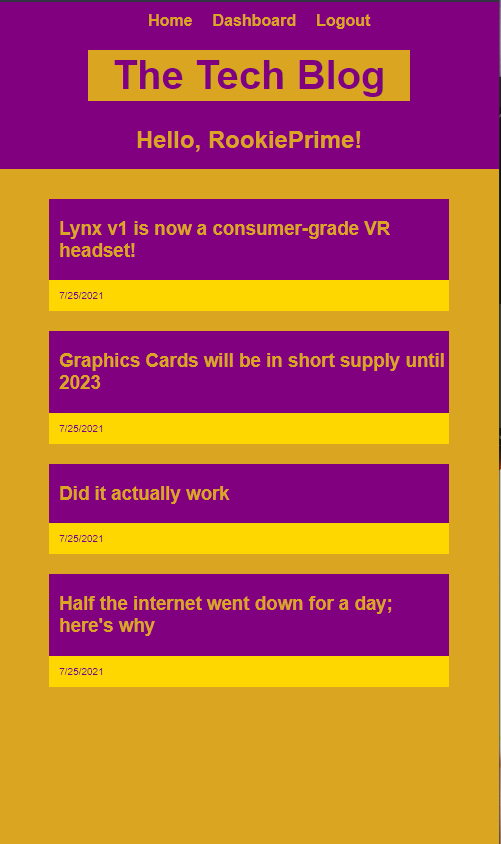 Home Dashboard Logout
The Tech Blog
Hello, RookiePrime!
Lynx v1 is now a consumer-grade VR
headset!
7/25/2021
Graphics Cards will be in short supply until
2023
7/25/2021
Did it actually work
7/25/2021
Half the internet went down for a day;
here's why
7/25/2021